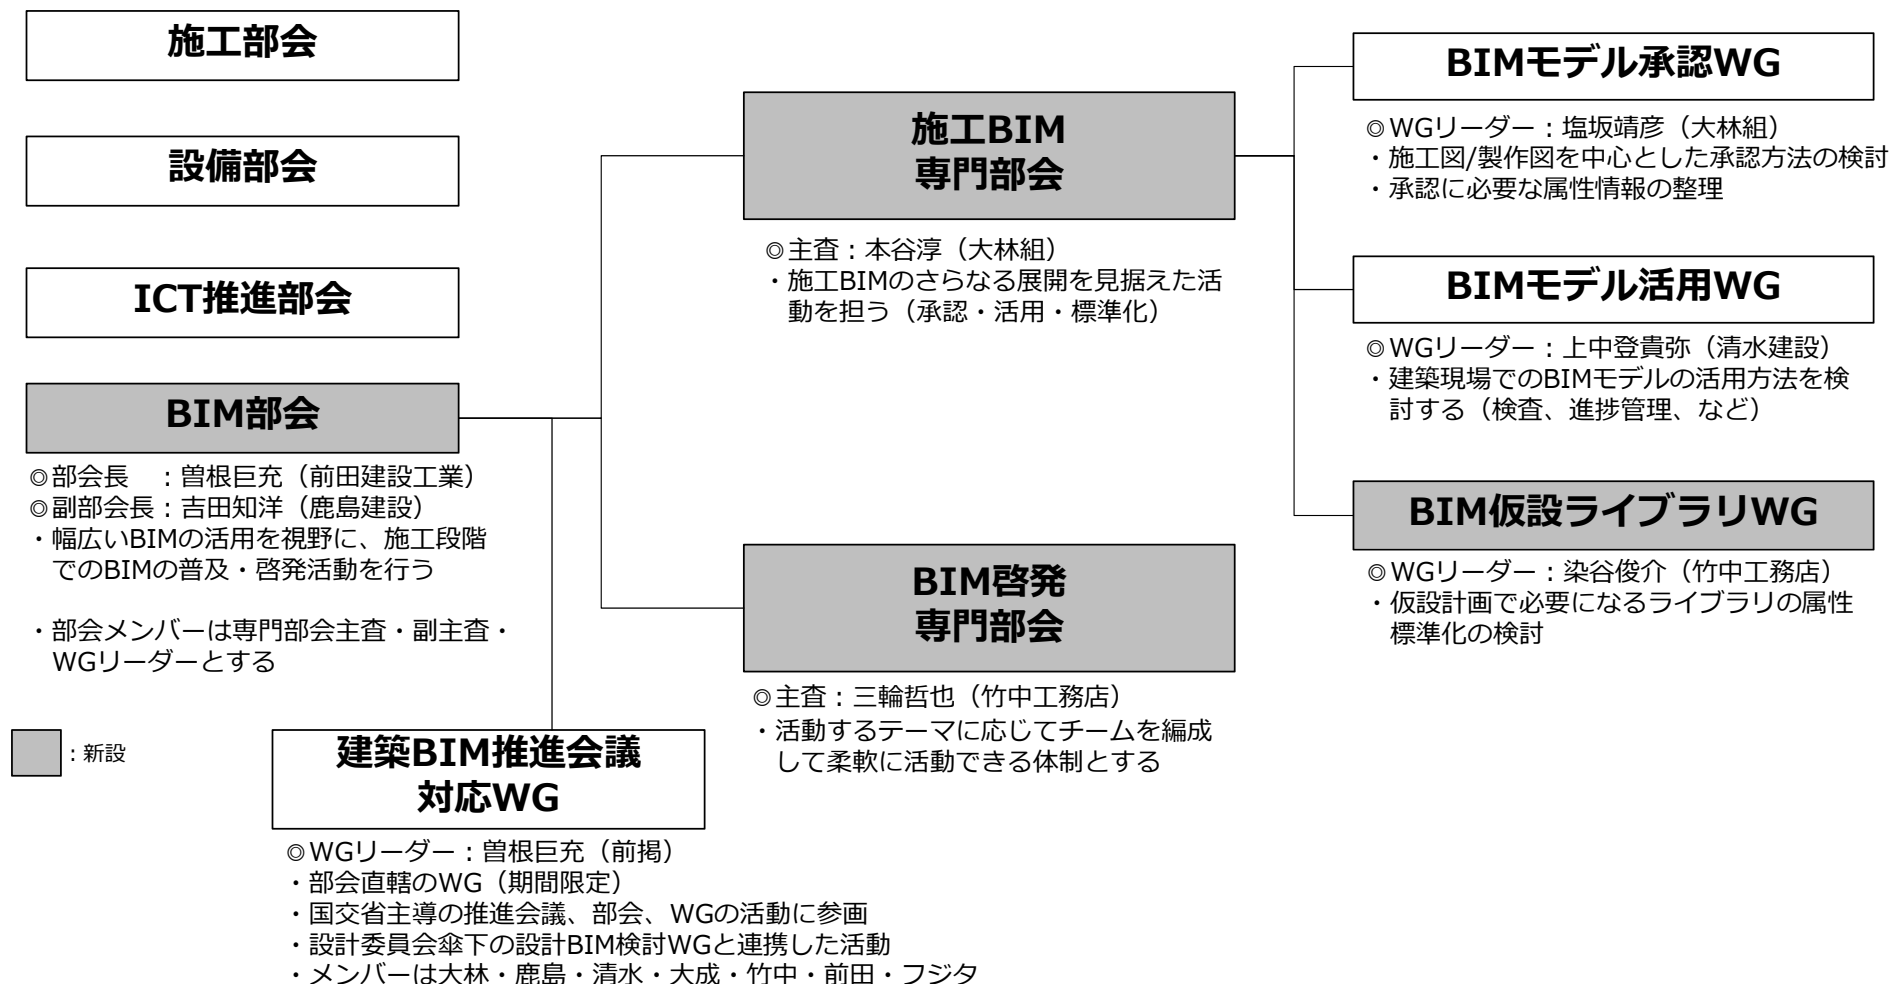 施工部会
設備部会
ICT推進部会
BIM部会
◎部会長　：曽根巨充（前田建設工業）
◎副部会長：吉田知洋（鹿島建設）
・幅広いBIMの活用を視野に、施工段階
でのBIMの普及・啓発活動を行う
・部会メンバーは専門部会主査・副主査・
WGリーダーとする
：新設
建築BIM推進会議
対応WG
◎WGリーダー：曽根巨充（前掲）
・部会直轄のWG（期間限定）
・国交省主導の推進会議、部会、WGの活動に参画
・設計委員会傘下の設計BIM検討WGと連携した活動
・メンバーは大林・鹿島・清水・大成・竹中・前田・フジタ
施工BIM
専門部会
◎主査：本谷淳（大林組）
・施工BIMのさらなる展開を見据えた活
動を担う（承認・活用・標準化）
BIM啓発
専門部会
◎主査：三輪哲也（竹中工務店）
・活動するテーマに応じてチームを編成
して柔軟に活動できる体制とする
BIMモデル承認WG
◎WGリーダー：塩坂靖彦（大林組）
・施工図/製作図を中心とした承認方法の検討
・承認に必要な属性情報の整理
BIMモデル活用WG
◎WGリーダー：上中登貴弥（清水建設）
・建築現場でのBIMモデルの活用方法を検
討する（検査、進捗管理、など）
BIM仮設ライブラリWG
◎WGリーダー：染谷俊介（竹中工務店）
・仮設計画で必要になるライブラリの属性
標準化の検討